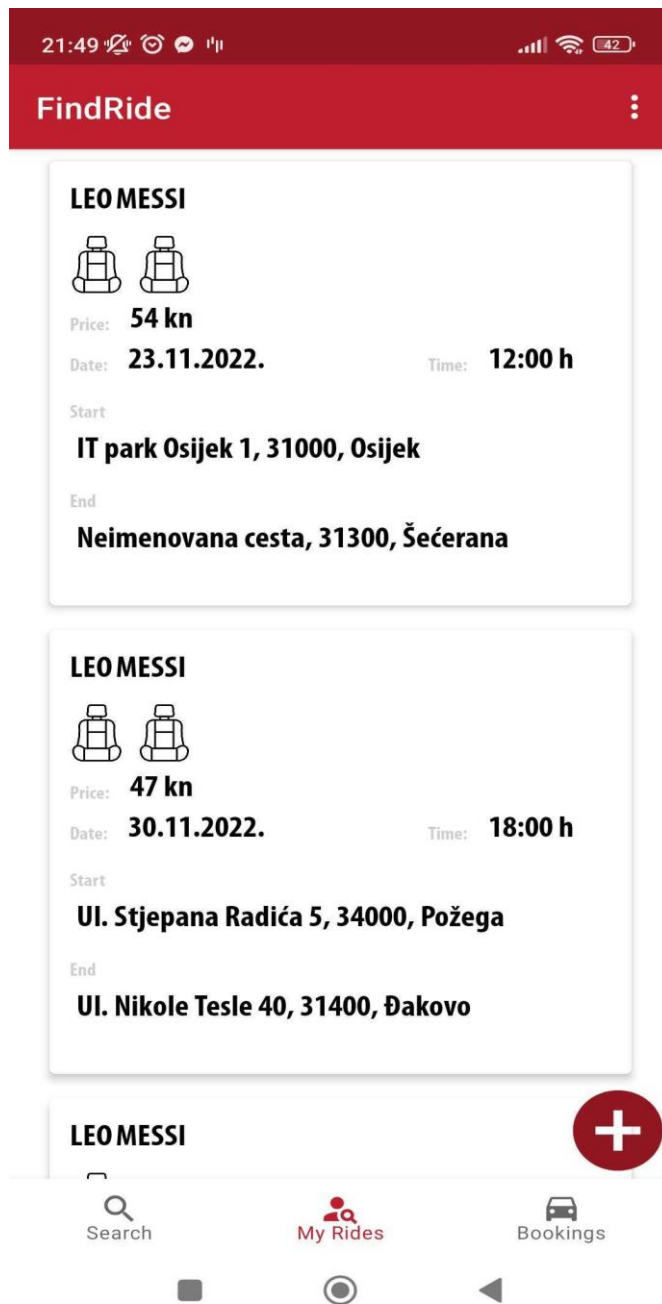 21:49
42
FindRide
LEO MESSI
Price: 54 kn
Date: 23.11.2022. Time: 12:00 h
Start
IT park Osijek 1, 31000, Osijek
End
Neimenovana cesta, 31300, Šećerana
LEO MESSI
Price: 47 kn
Date: 30.11.2022. Time: 18:00 h
Start
Ul. Stjepana Radića 5, 34000, Požega
End
Ul. Nikole Tesle 40, 31400, Đakovo
LEO MESSI
Search My Rides Bookings